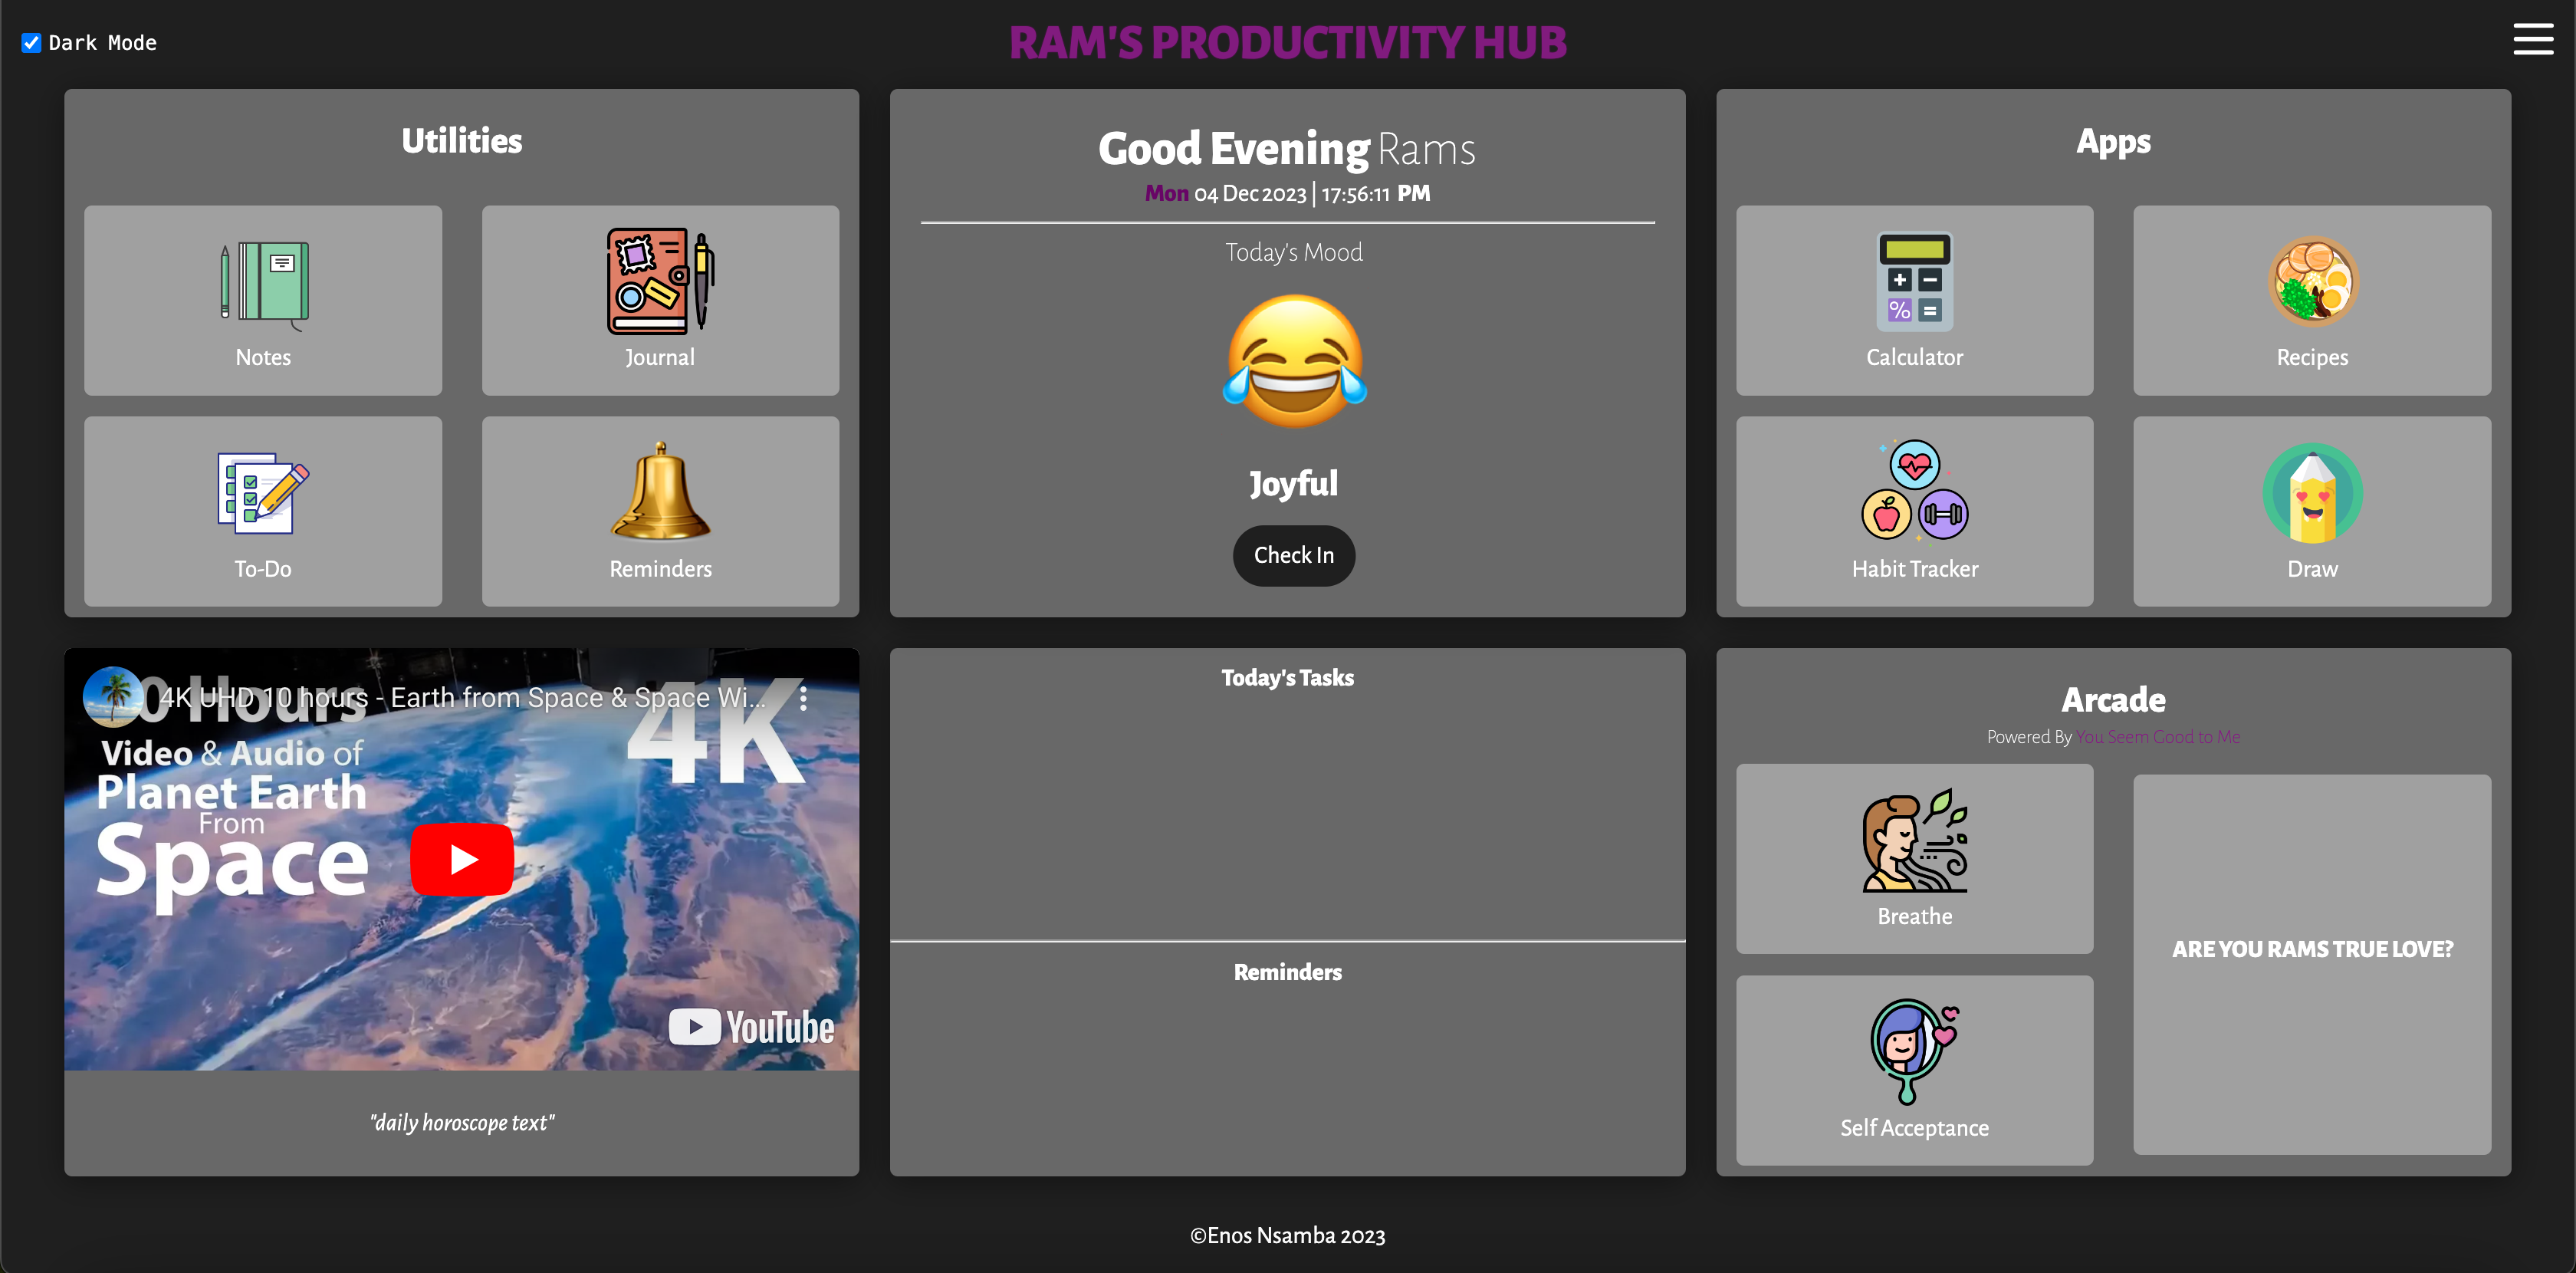 Dark Mode
RAM'S PRODUCTIVITY HUB
Utilities
Notes
Journal
To-Do
Reminders
Good Evening Rams
Mon 04 Dec 2023 | 17:56:11 PM
Today's Mood
Joyful
Check In
Apps
Calculator
Recipes
Habit Tracker
Draw
4K UHD 10 hours - Earth from Space & Space Wi...
0 Hours
4K
Video & Audio of
Planet Earth
From
Space
YouTube
"daily horoscope text"
Today's Tasks
Reminders
Arcade
Powered By You Seem Good to Me
Breathe
ARE YOU RAMS TRUE LOVE?
Self Acceptance
©Enos Nsamba 2023